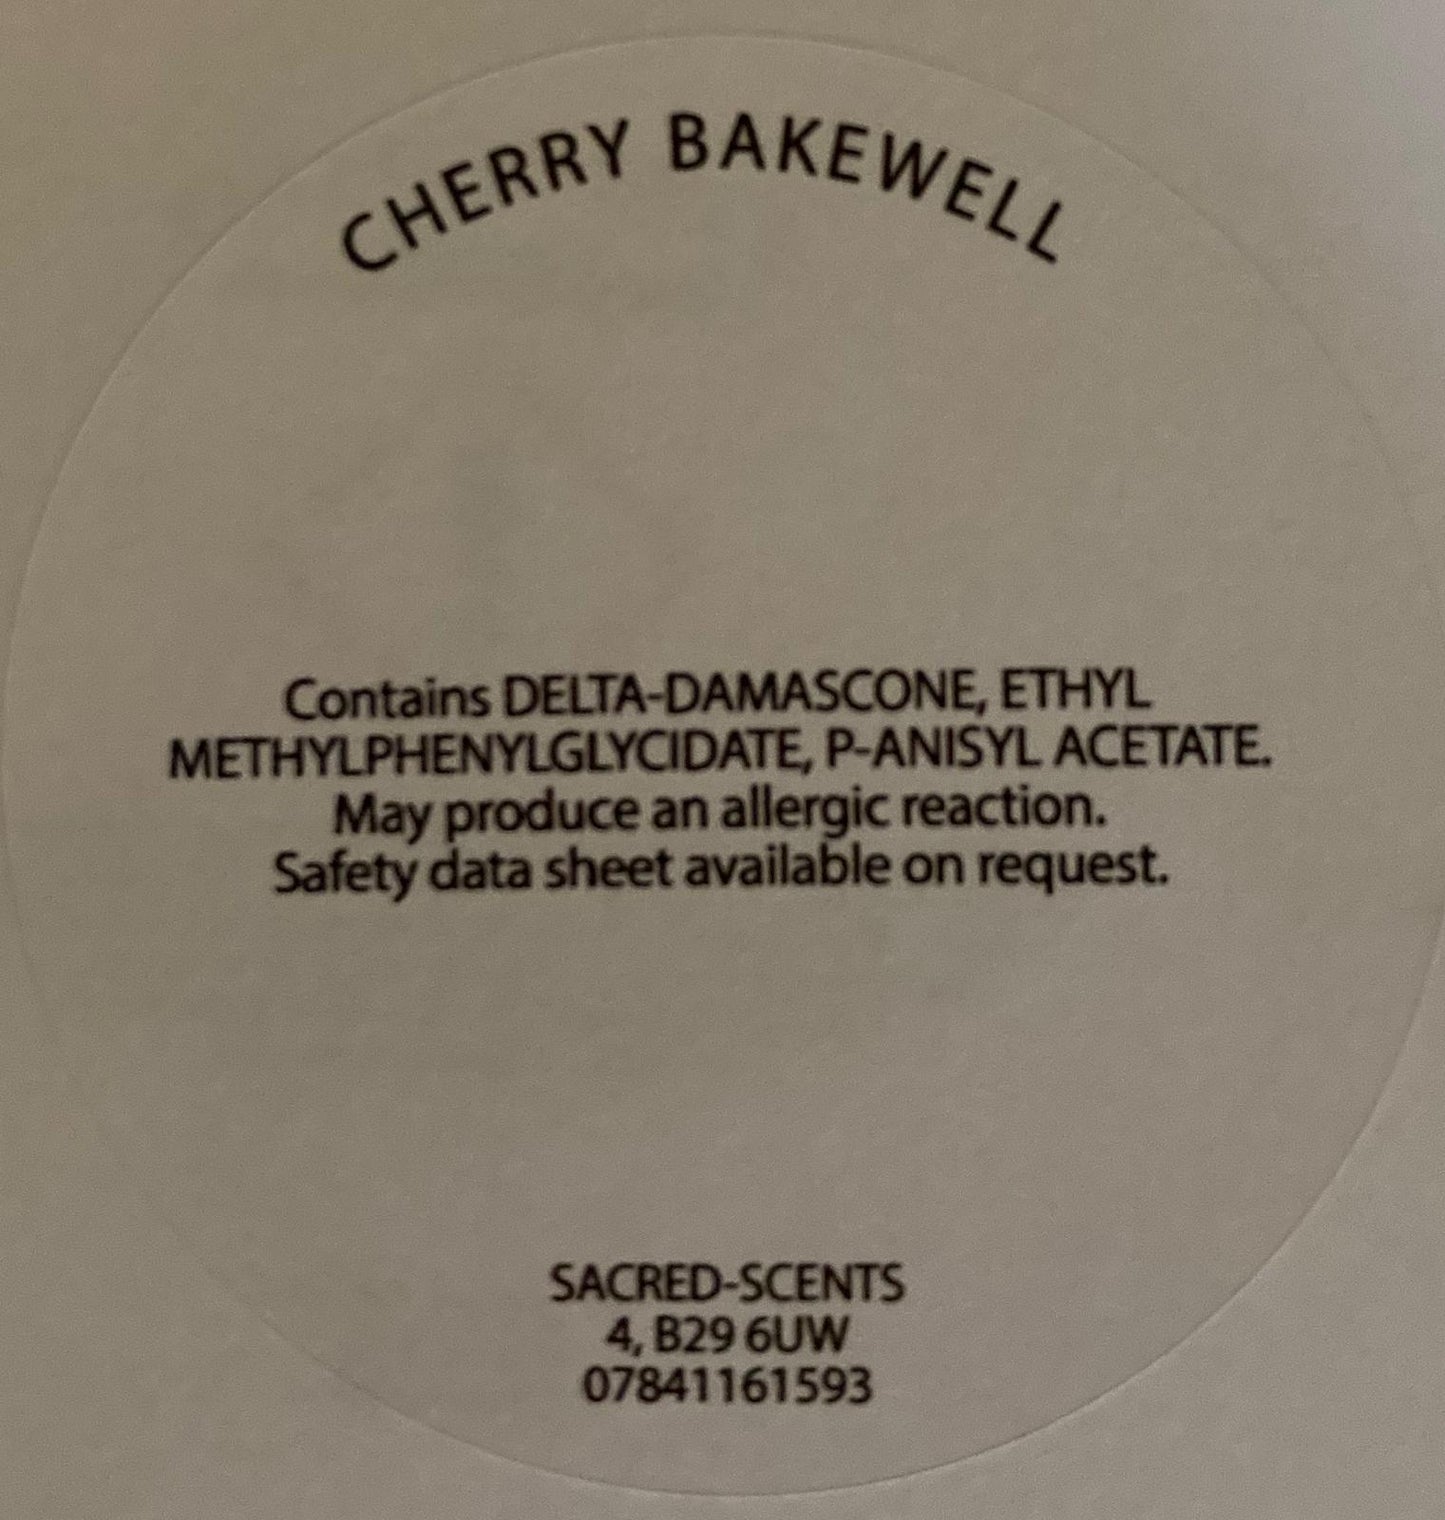 CHERRY BAKEWELL
Contains DELTA-DAMASCONE, ETHYL
METHYLPHENYLGLYCIDATE, P-ANISYL ACETATE.
May produce an allergic reaction.
Safety data sheet available on request.
SACRED-SCENTS
4, B29 6UW
07841161593